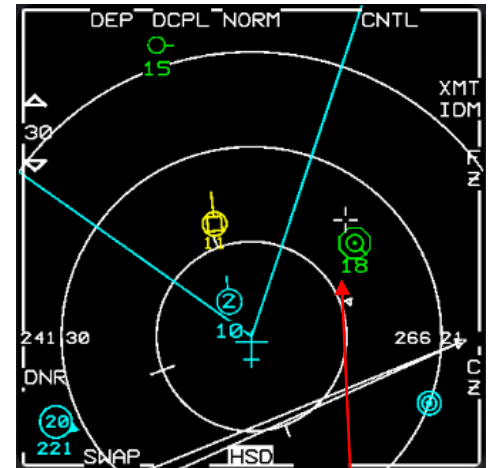 DEP DCPL NORM CNTL
15
XMT
IDM
30
F
Z
11
18
2
10
241 30
266 21
DNR
C
Z
20
221
SWAP HSD